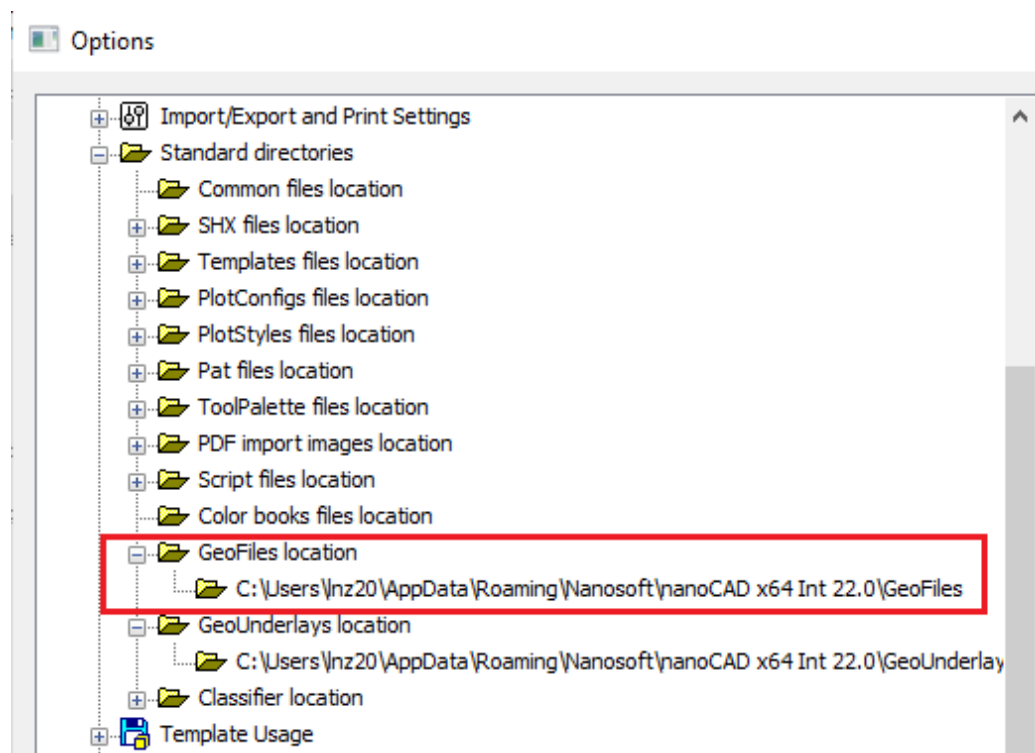 Options
Import/Export and Print Settings
Standard directories
Common files location
SHX files location
Templates files location
PlotConfigs files location
PlotStyles files location
Pat files location
ToolPalette files location
PDF import images location
Script files location
Color books files location
GeoFiles location
C:\Users\lnz20\AppData\Roaming\Nanosoft\nanoCAD x64 Int 22.0\GeoFiles
GeoUnderlays location
C:\Users\lnz20\AppData\Roaming\Nanosoft\nanoCAD x64 Int 22.0\GeoUnderlay
Classifier location
Template Usage